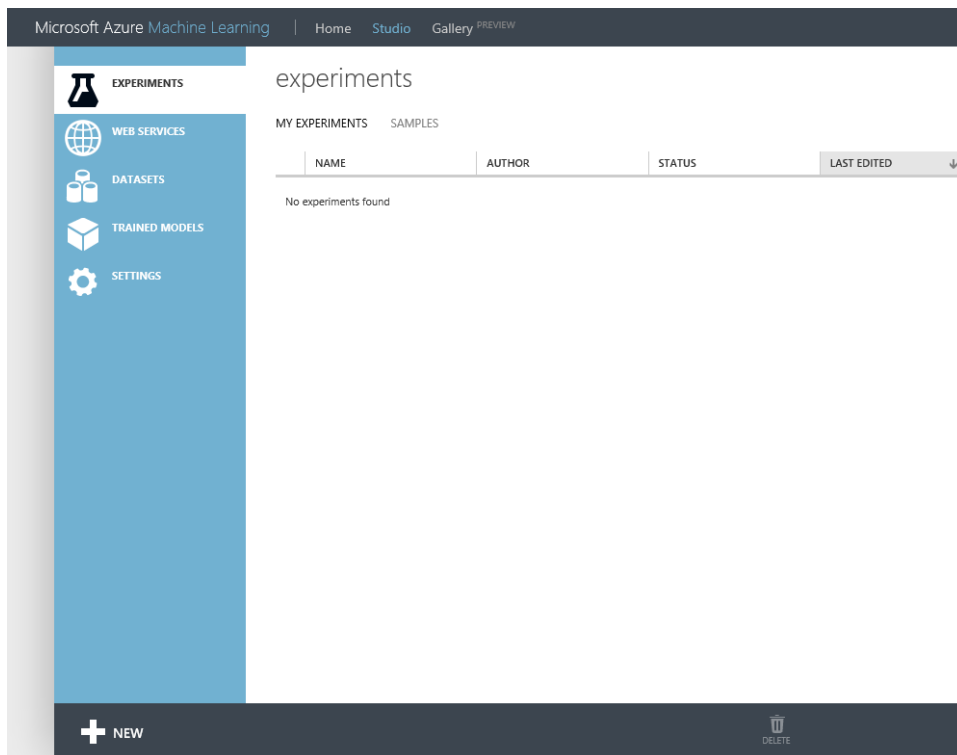 Microsoft Azure Machine Learning | Home Studio Gallery PREVIEW
EXPERIMENTS
WEB SERVICES
DATASETS
TRAINED MODELS
SETTINGS
experiments
MY EXPERIMENTS SAMPLES
NAME AUTHOR STATUS LAST EDITED
No experiments found
NEW
DELETE